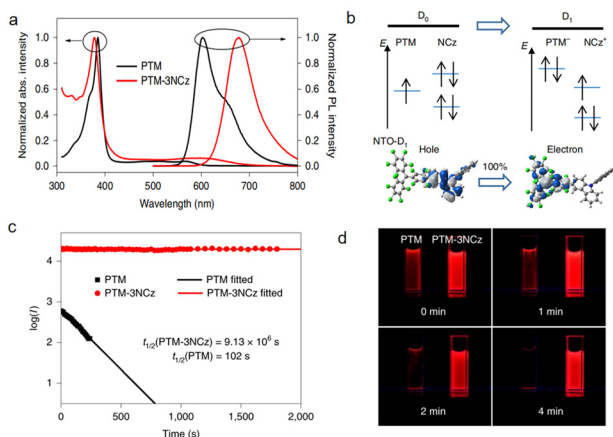 a
Normalized abs. intensity
1.0
0.8
0.6
0.4
0.2
0.0
PTM
PTM-3NCz
1.0
0.8
0.6
0.4
0.2
0.0
Normalized PL intensity
300 400 500 600 700 800
Wavelength (nm)
b
D0
D1
E
PTM
NCz
E
PTM−
NCz+
NTO-D1
Hole
100%
Electron
c
log(I)
4
3
2
1
PTM
PTM fitted
PTM-3NCz
PTM-3NCz fitted
t1/2(PTM-3NCz) = 9.13 × 10⁶ s
t1/2(PTM) = 102 s
0 500 1,000 1,500 2,000
Time (s)
d
PTM PTM-3NCz
0 min
1 min
2 min
4 min